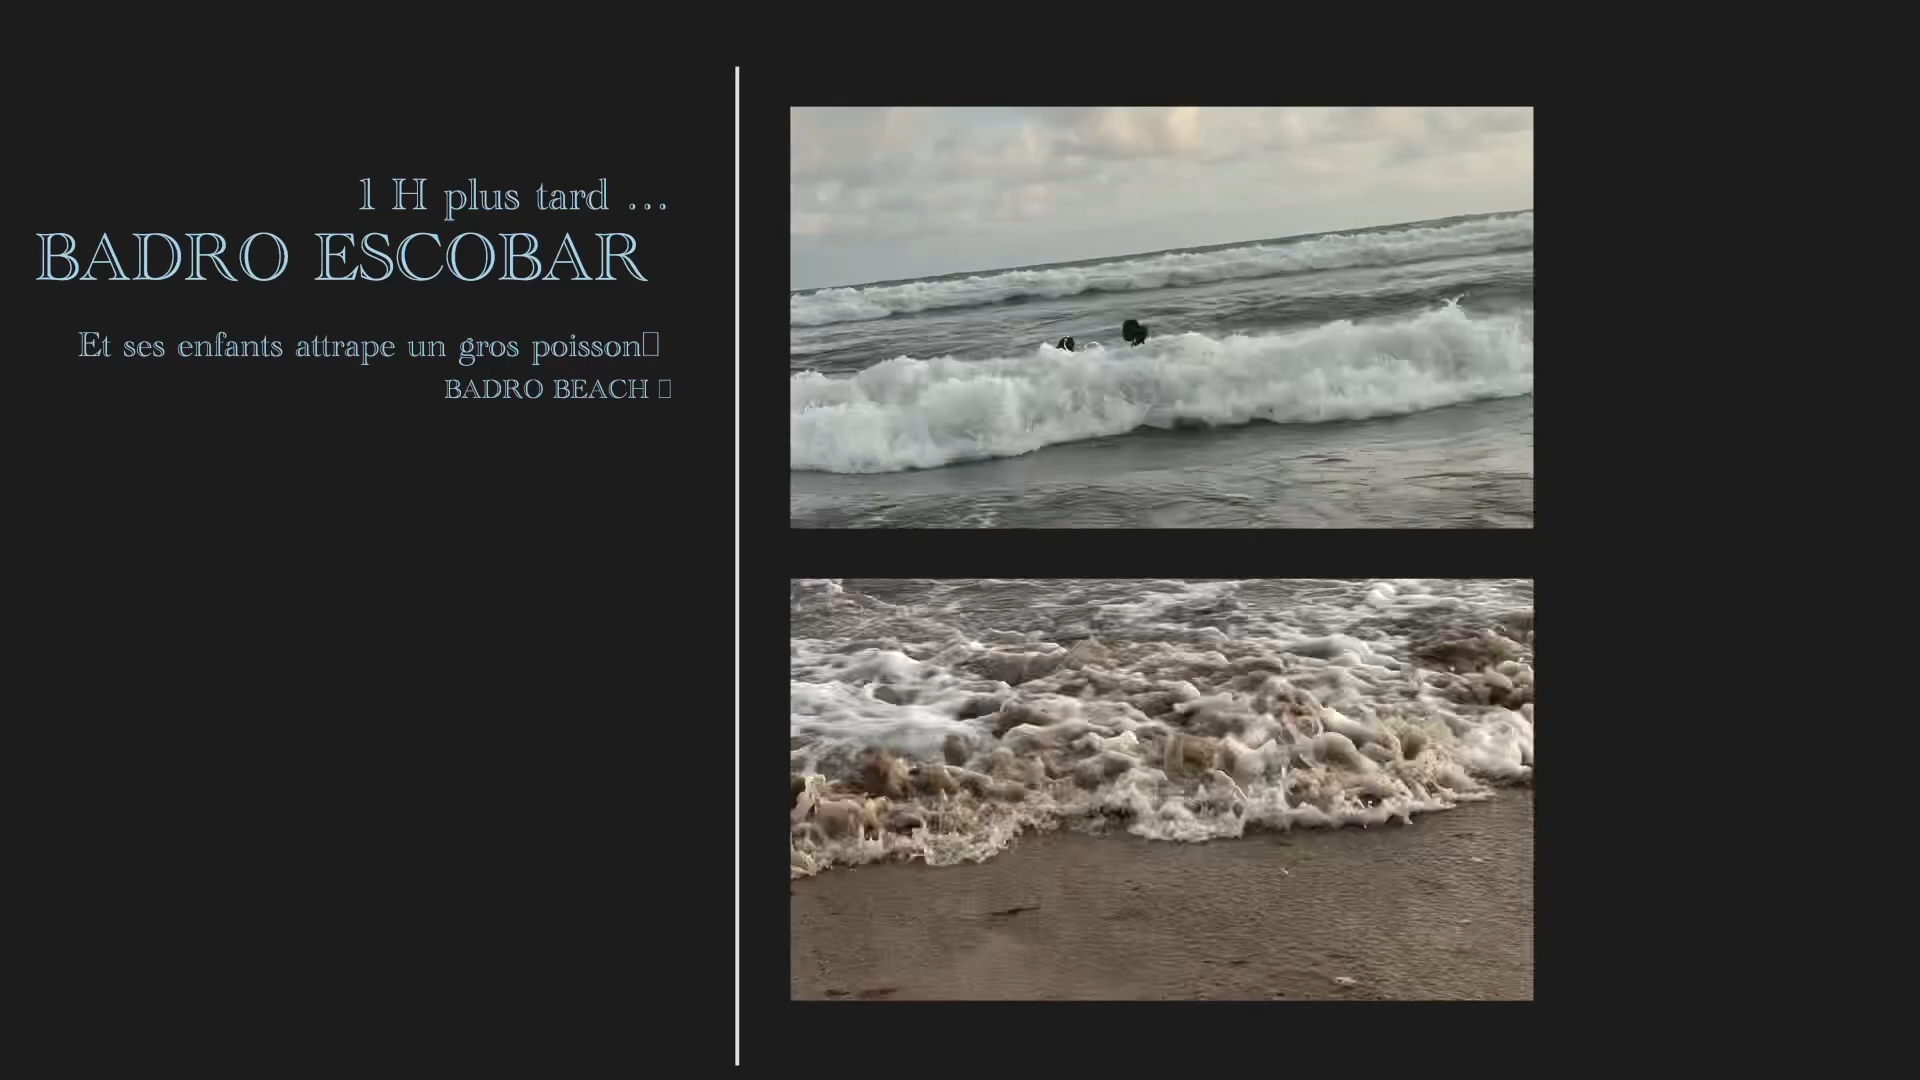 1 H plus tard ...
BADRO ESCOBAR
Et ses enfants attrape un gros poisson
BADRO BEACH